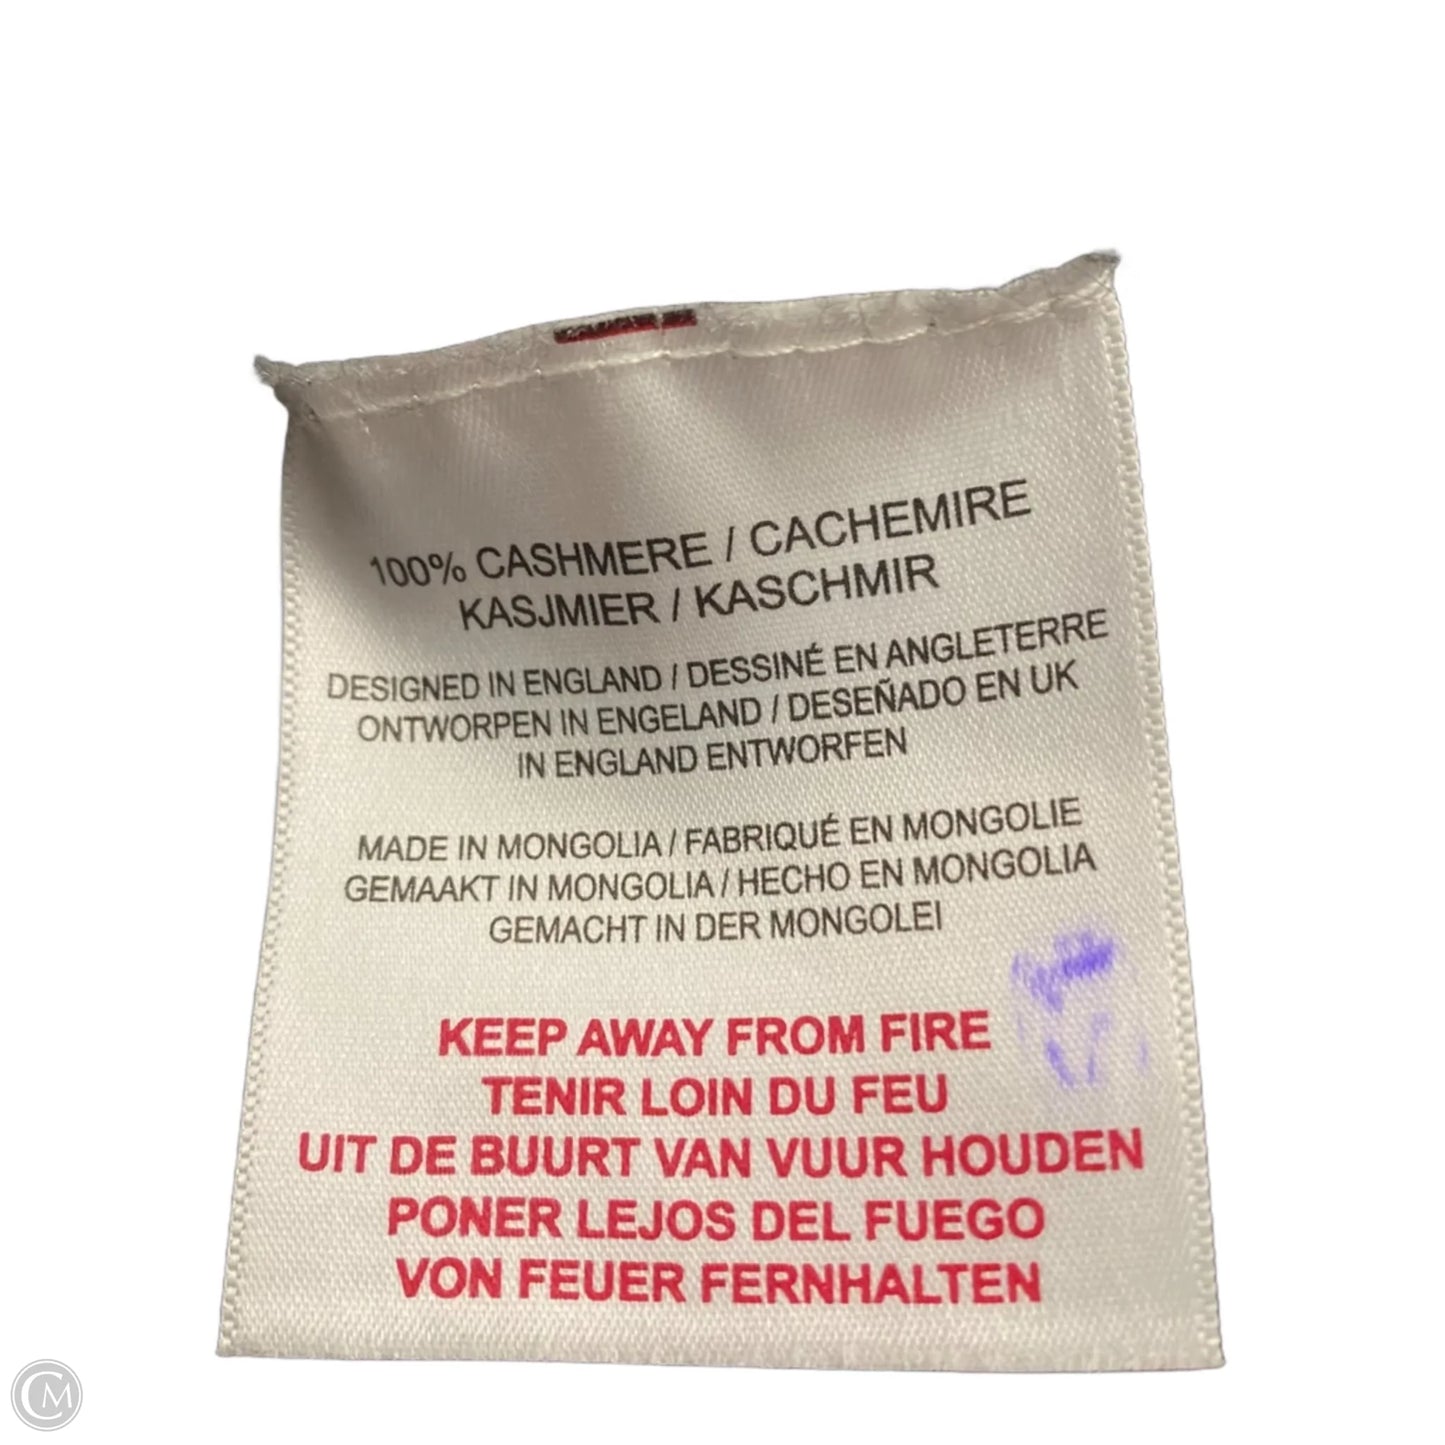 100% CASHMERE / CACHEMIRE
KASJMIER / KASCHMIR
DESIGNED IN ENGLAND / DESSINÉ EN ANGLETERRE
ONTWORPEN IN ENGELAND / DESEÑADO EN UK
IN ENGLAND ENTWORFEN
MADE IN MONGOLIA / FABRIQUÉ EN MONGOLIE
GEMAAKT IN MONGOLIA / HECHO EN MONGOLIA
GEMACHT IN DER MONGOLEI
KEEP AWAY FROM FIRE
TENIR LOIN DU FEU
UIT DE BUURT VAN VUUR HOUDEN
PONER LEJOS DEL FUEGO
VON FEUER FERNHALTEN
CM